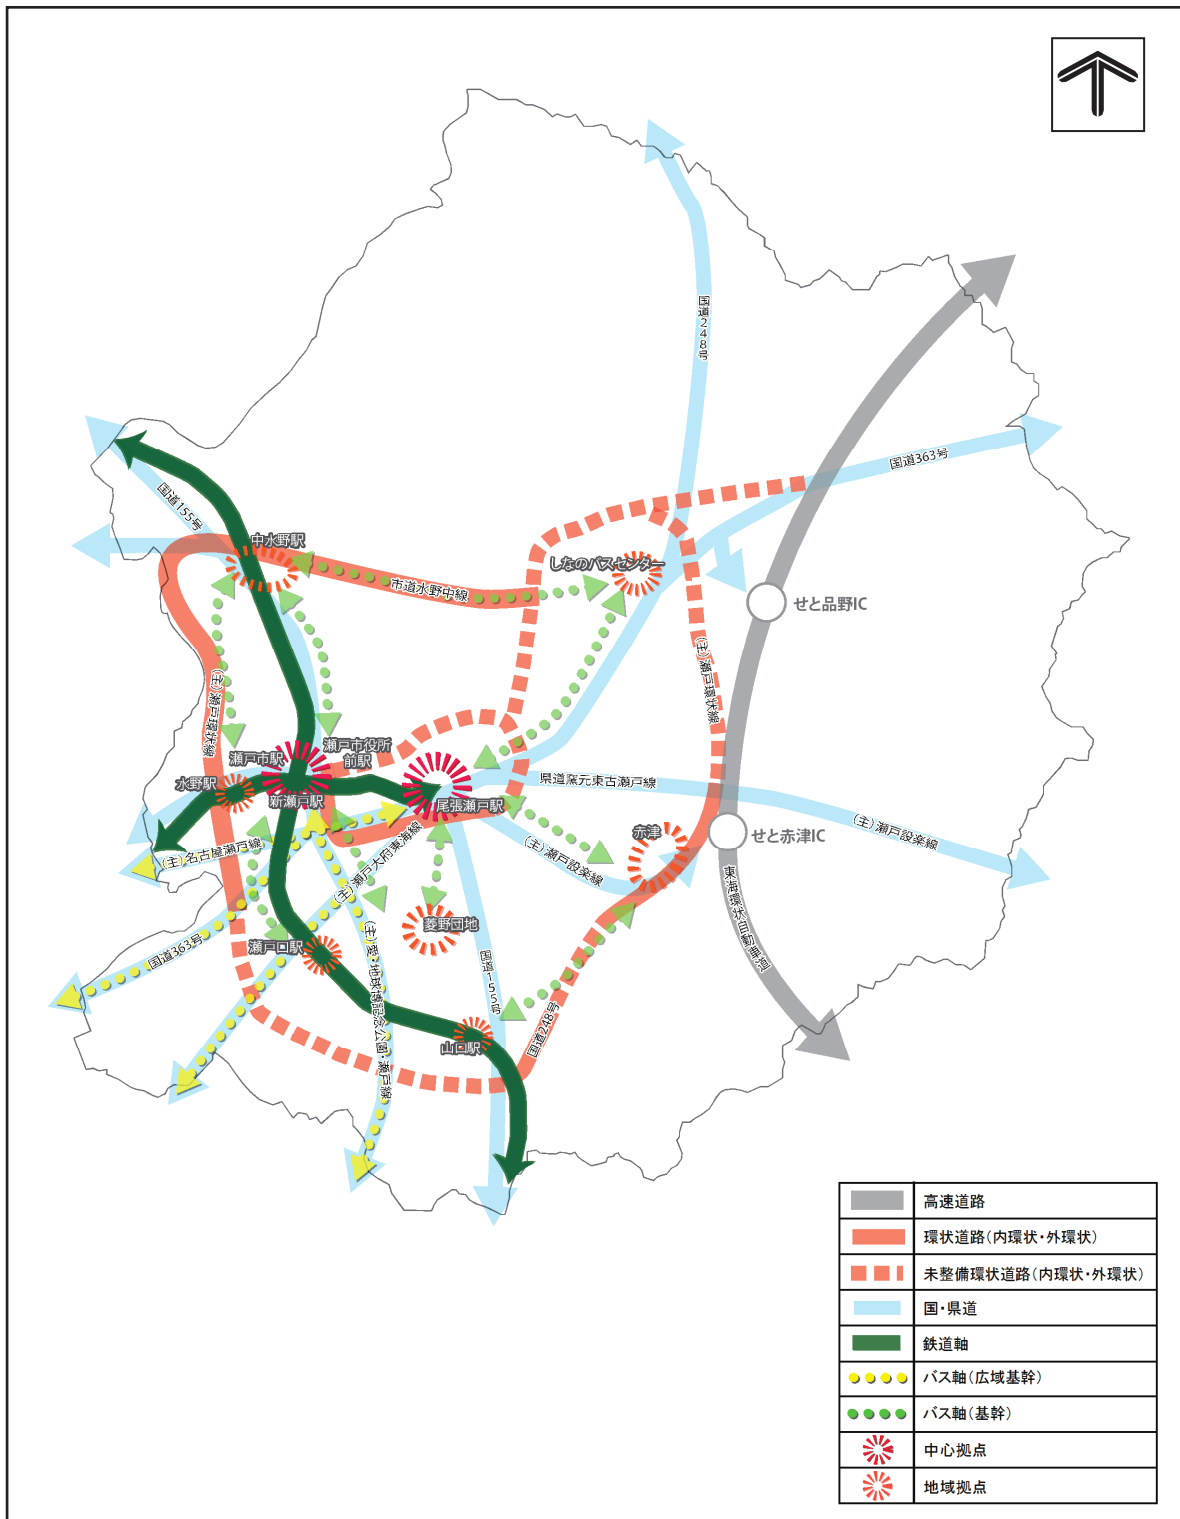 国道248号
国道363号
国道155号
中水野駅
しなのバスセンター
市道水野中線
せと品野IC
(主)瀬戸環状線
(主)瀬戸環状線
瀬戸市役所
前駅
瀬戸市駅
水野駅
新瀬戸駅
尾張瀬戸駅
県道窯元東古瀬戸線
(主)瀬戸設楽線
赤津
せと赤津IC
(主)名古屋瀬戸線
(主)瀬戸大府東海線
(主)瀬戸設楽線
東海環状自動車道
菱野団地
国道363号
瀬戸口駅
(主)愛・地球博記念公園・瀬戸線
国道155号
国道248号
山口駅
高速道路
環状道路(内環状・外環状)
未整備環状道路(内環状・外環状)
国・県道
鉄道軸
バス軸(広域基幹)
バス軸(基幹)
中心拠点
地域拠点